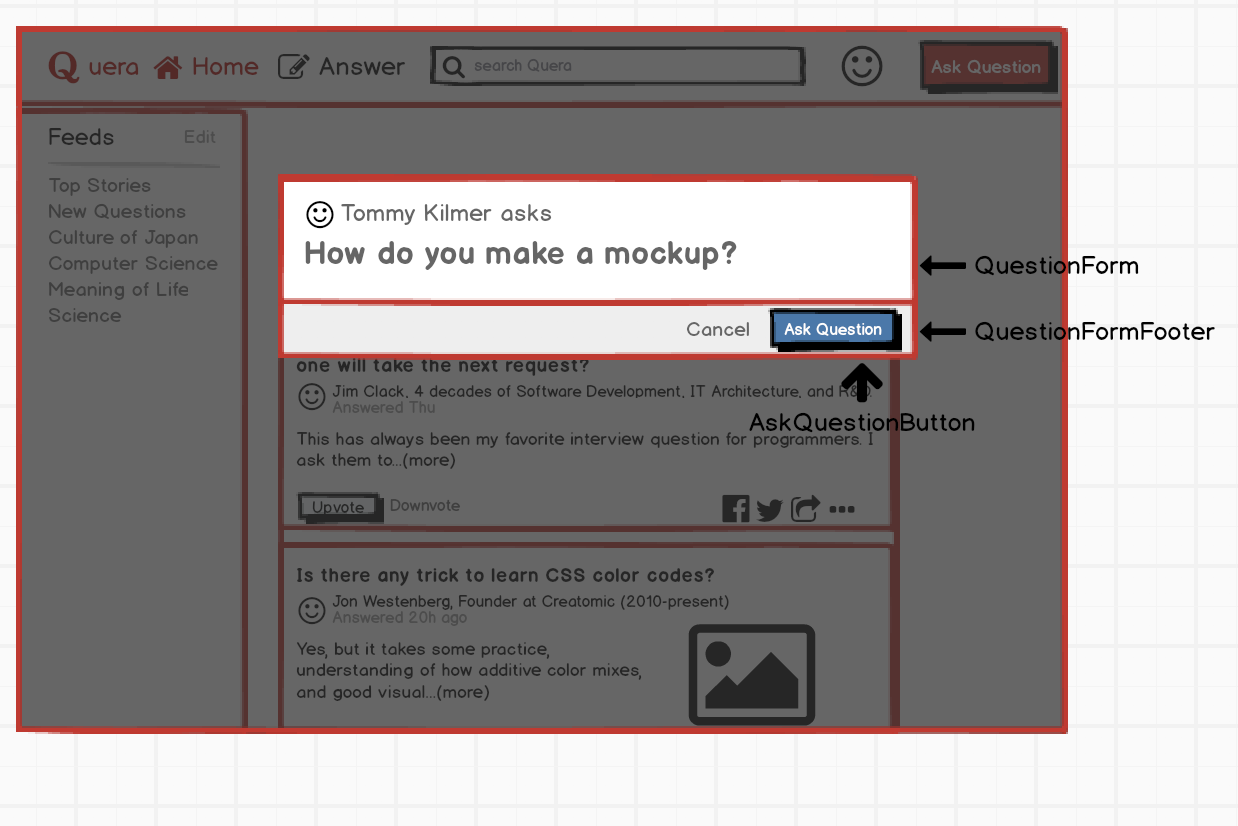 Quera Home Answer search Quera Ask Question
Feeds Edit
Top Stories
New Questions
Culture of Japan
Computer Science
Meaning of Life
Science
Tommy Kilmer asks
How do you make a mockup?
QuestionForm
Cancel Ask Question
QuestionFormFooter
one will take the next request?
Jim Clack, 4 decades of Software Development, IT Architecture, and R&D.
Answered Thu
AskQuestionButton
This has always been my favorite interview question for programmers. I
ask them to...(more)
Upvote Downvote
Is there any trick to learn CSS color codes?
Jon Westenberg, Founder at Creatomic (2010-present)
Answered 20h ago
Yes, but it takes some practice,
understanding of how additive color mixes,
and good visual...(more)